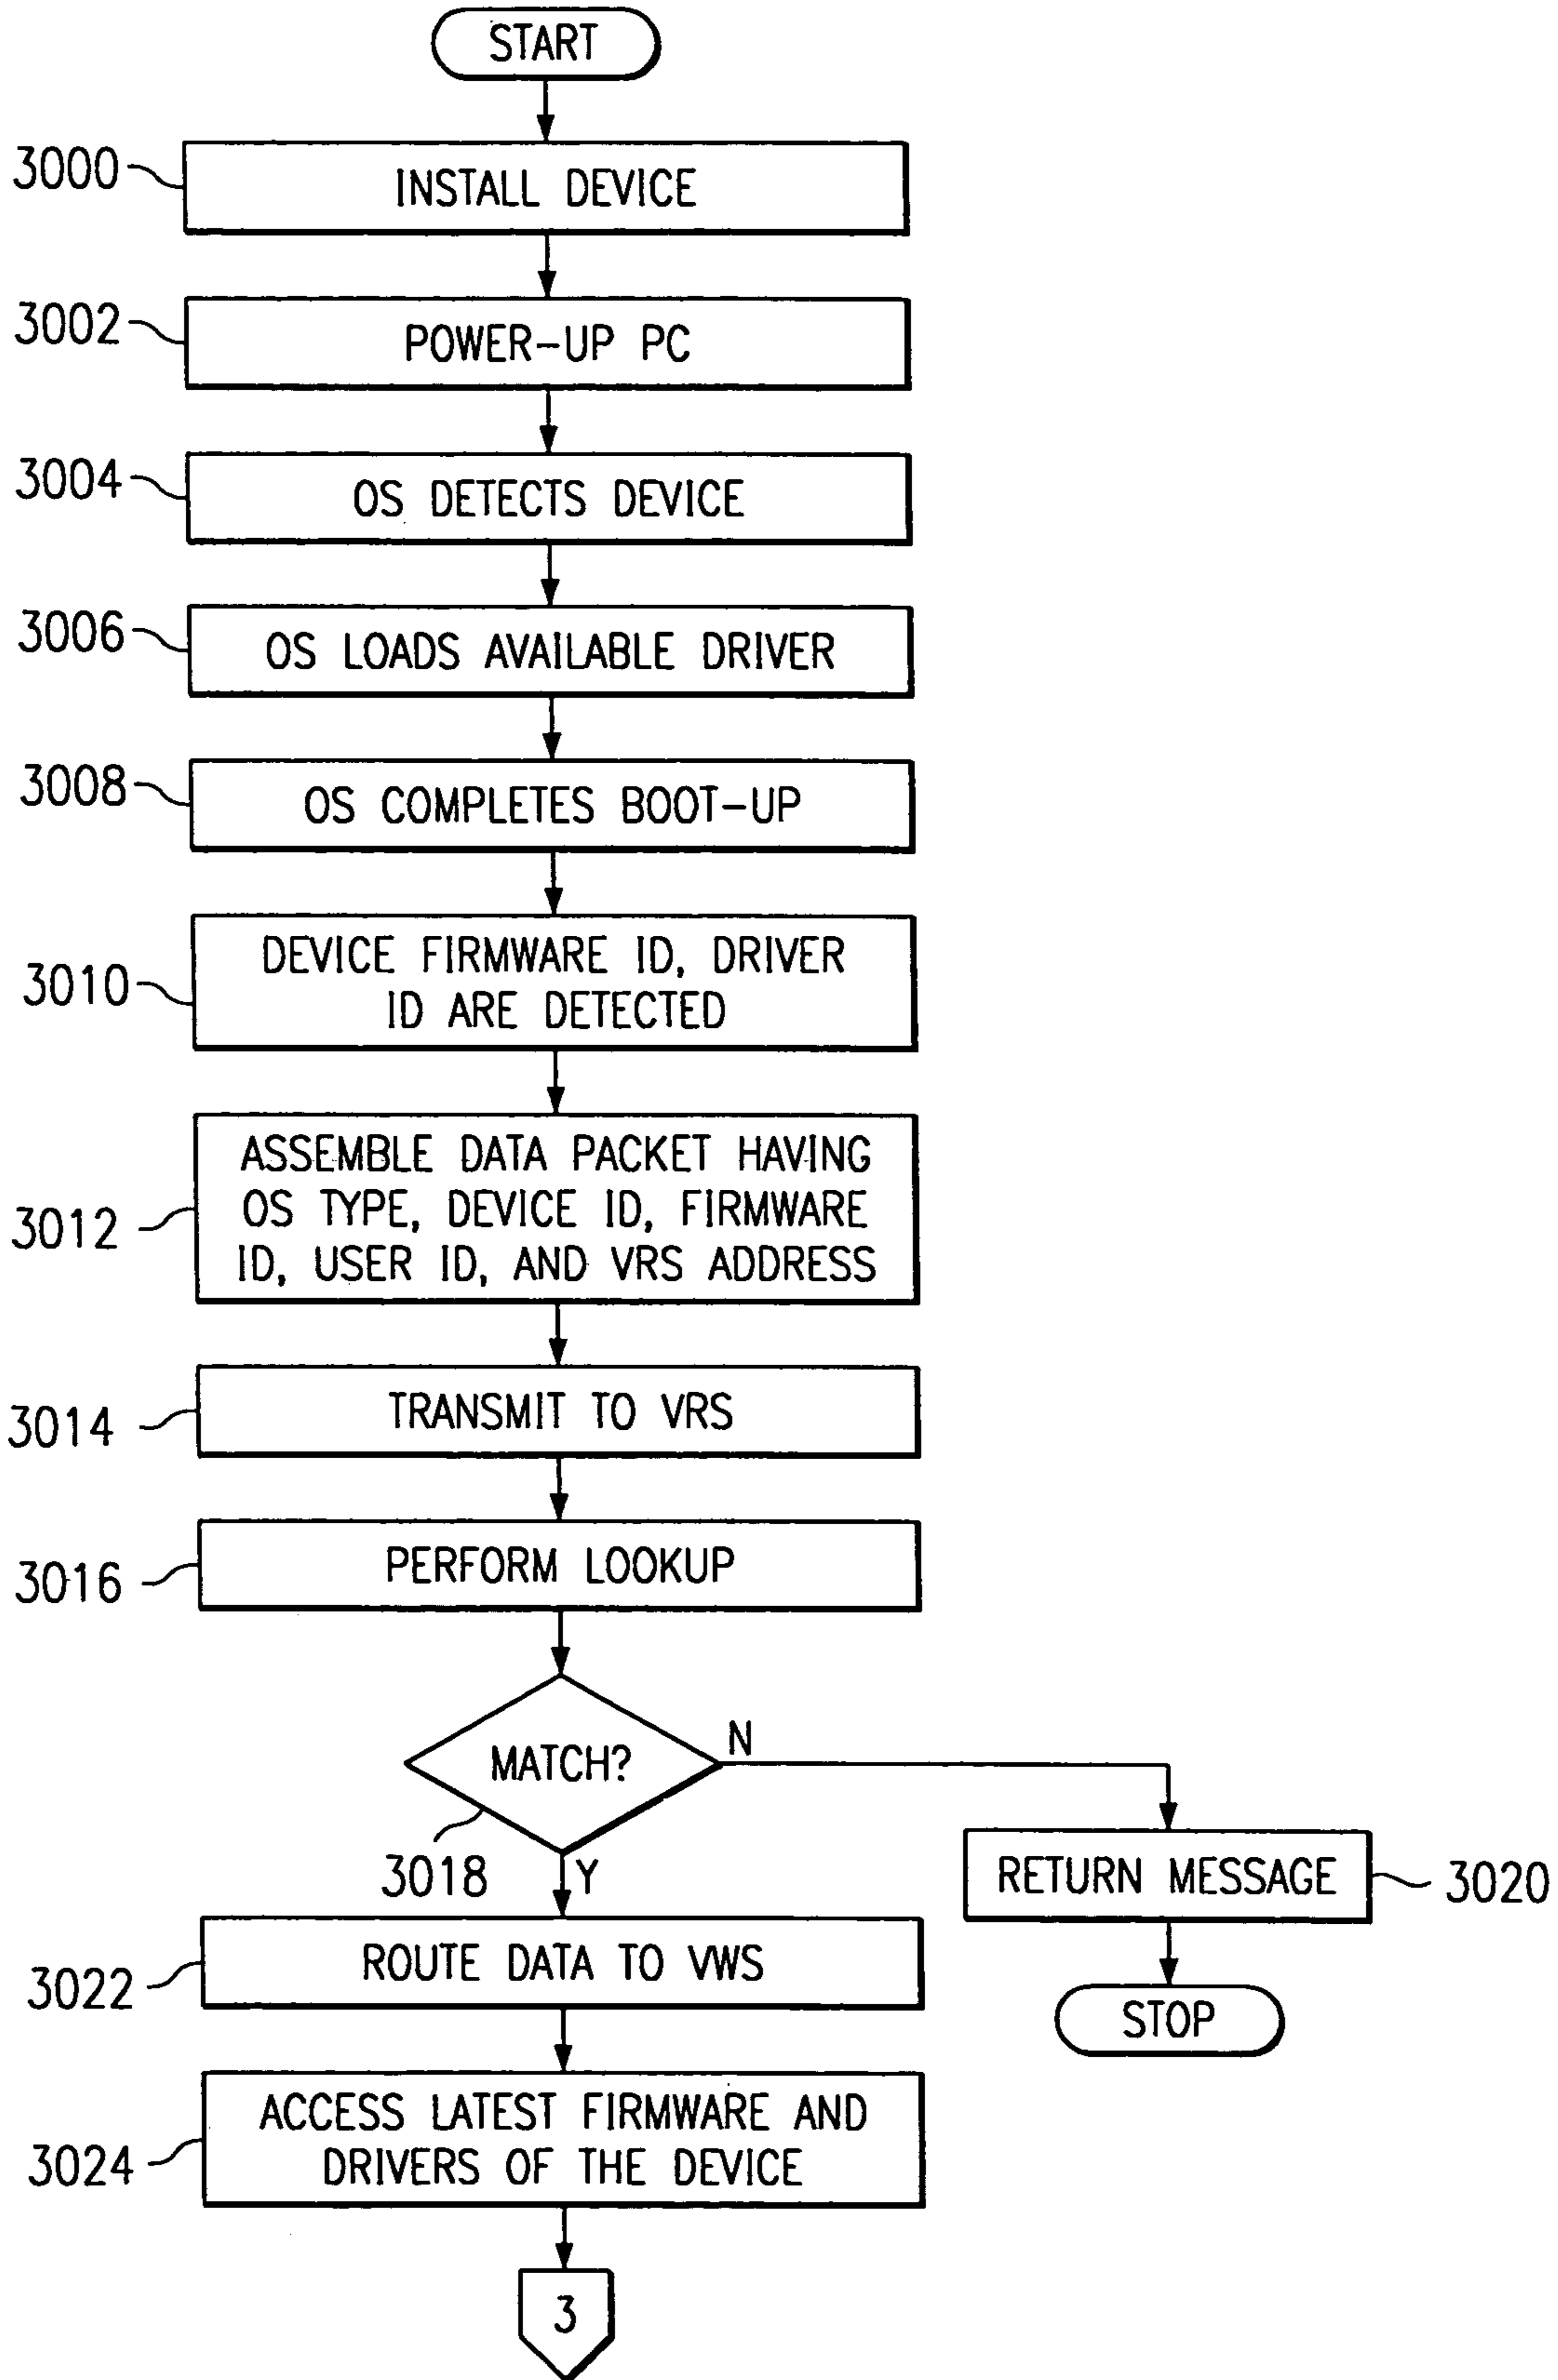 START
3000
INSTALL DEVICE
3002
POWER-UP PC
3004
OS DETECTS DEVICE
3006
OS LOADS AVAILABLE DRIVER
3008
OS COMPLETES BOOT-UP
3010
DEVICE FIRMWARE ID, DRIVER
ID ARE DETECTED
3012
ASSEMBLE DATA PACKET HAVING
OS TYPE, DEVICE ID, FIRMWARE
ID, USER ID, AND VRS ADDRESS
3014
TRANSMIT TO VRS
3016
PERFORM LOOKUP
MATCH?
N
3018
Y
RETURN MESSAGE
3020
STOP
3022
ROUTE DATA TO VWS
3024
ACCESS LATEST FIRMWARE AND
DRIVERS OF THE DEVICE
3